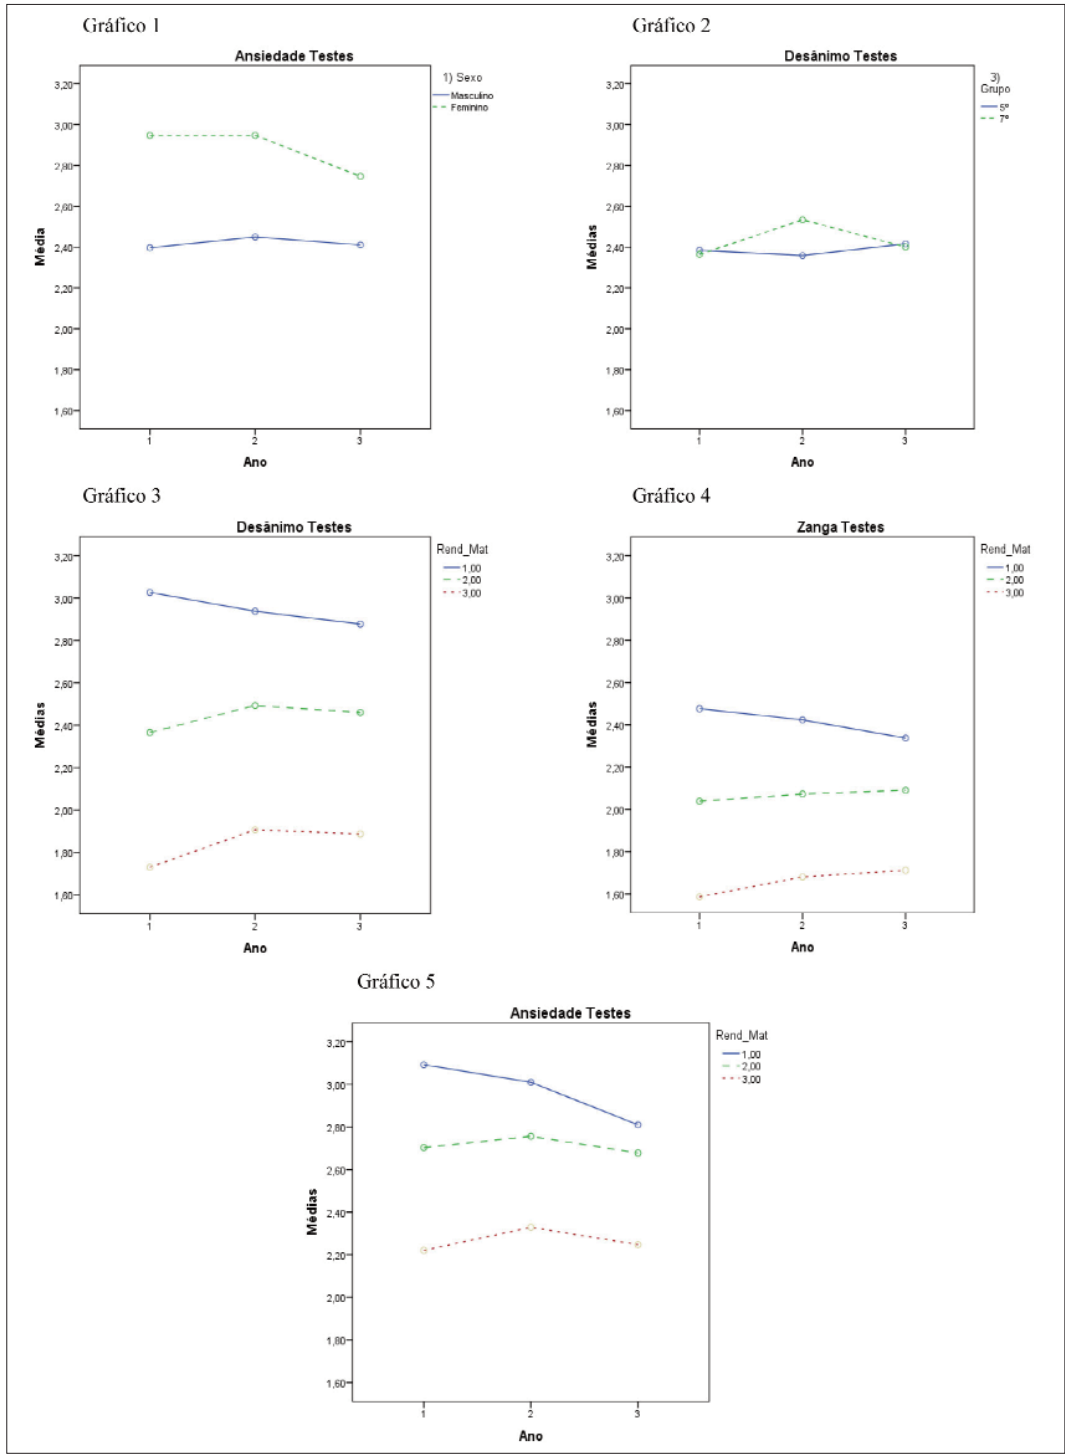 Gráfico 1
Ansiedade Testes
1) Sexo
Masculino
Feminino
3,20
3,00
2,80
2,60
2,40
2,20
2,00
1,80
1,60
Média
1 2 3
Ano
Gráfico 2
Desânimo Testes
3)
Grupo
5º
7º
3,20
3,00
2,80
2,60
2,40
2,20
2,00
1,80
1,60
Médias
1 2 3
Ano
Gráfico 3
Desânimo Testes
Rend_Mat
1,00
2,00
3,00
3,20
3,00
2,80
2,60
2,40
2,20
2,00
1,80
1,60
Médias
1 2 3
Ano
Gráfico 4
Zanga Testes
Rend_Mat
1,00
2,00
3,00
3,20
3,00
2,80
2,60
2,40
2,20
2,00
1,80
1,60
Médias
1 2 3
Ano
Gráfico 5
Ansiedade Testes
Rend_Mat
1,00
2,00
3,00
3,20
3,00
2,80
2,60
2,40
2,20
2,00
1,80
1,60
Médias
1 2 3
Ano